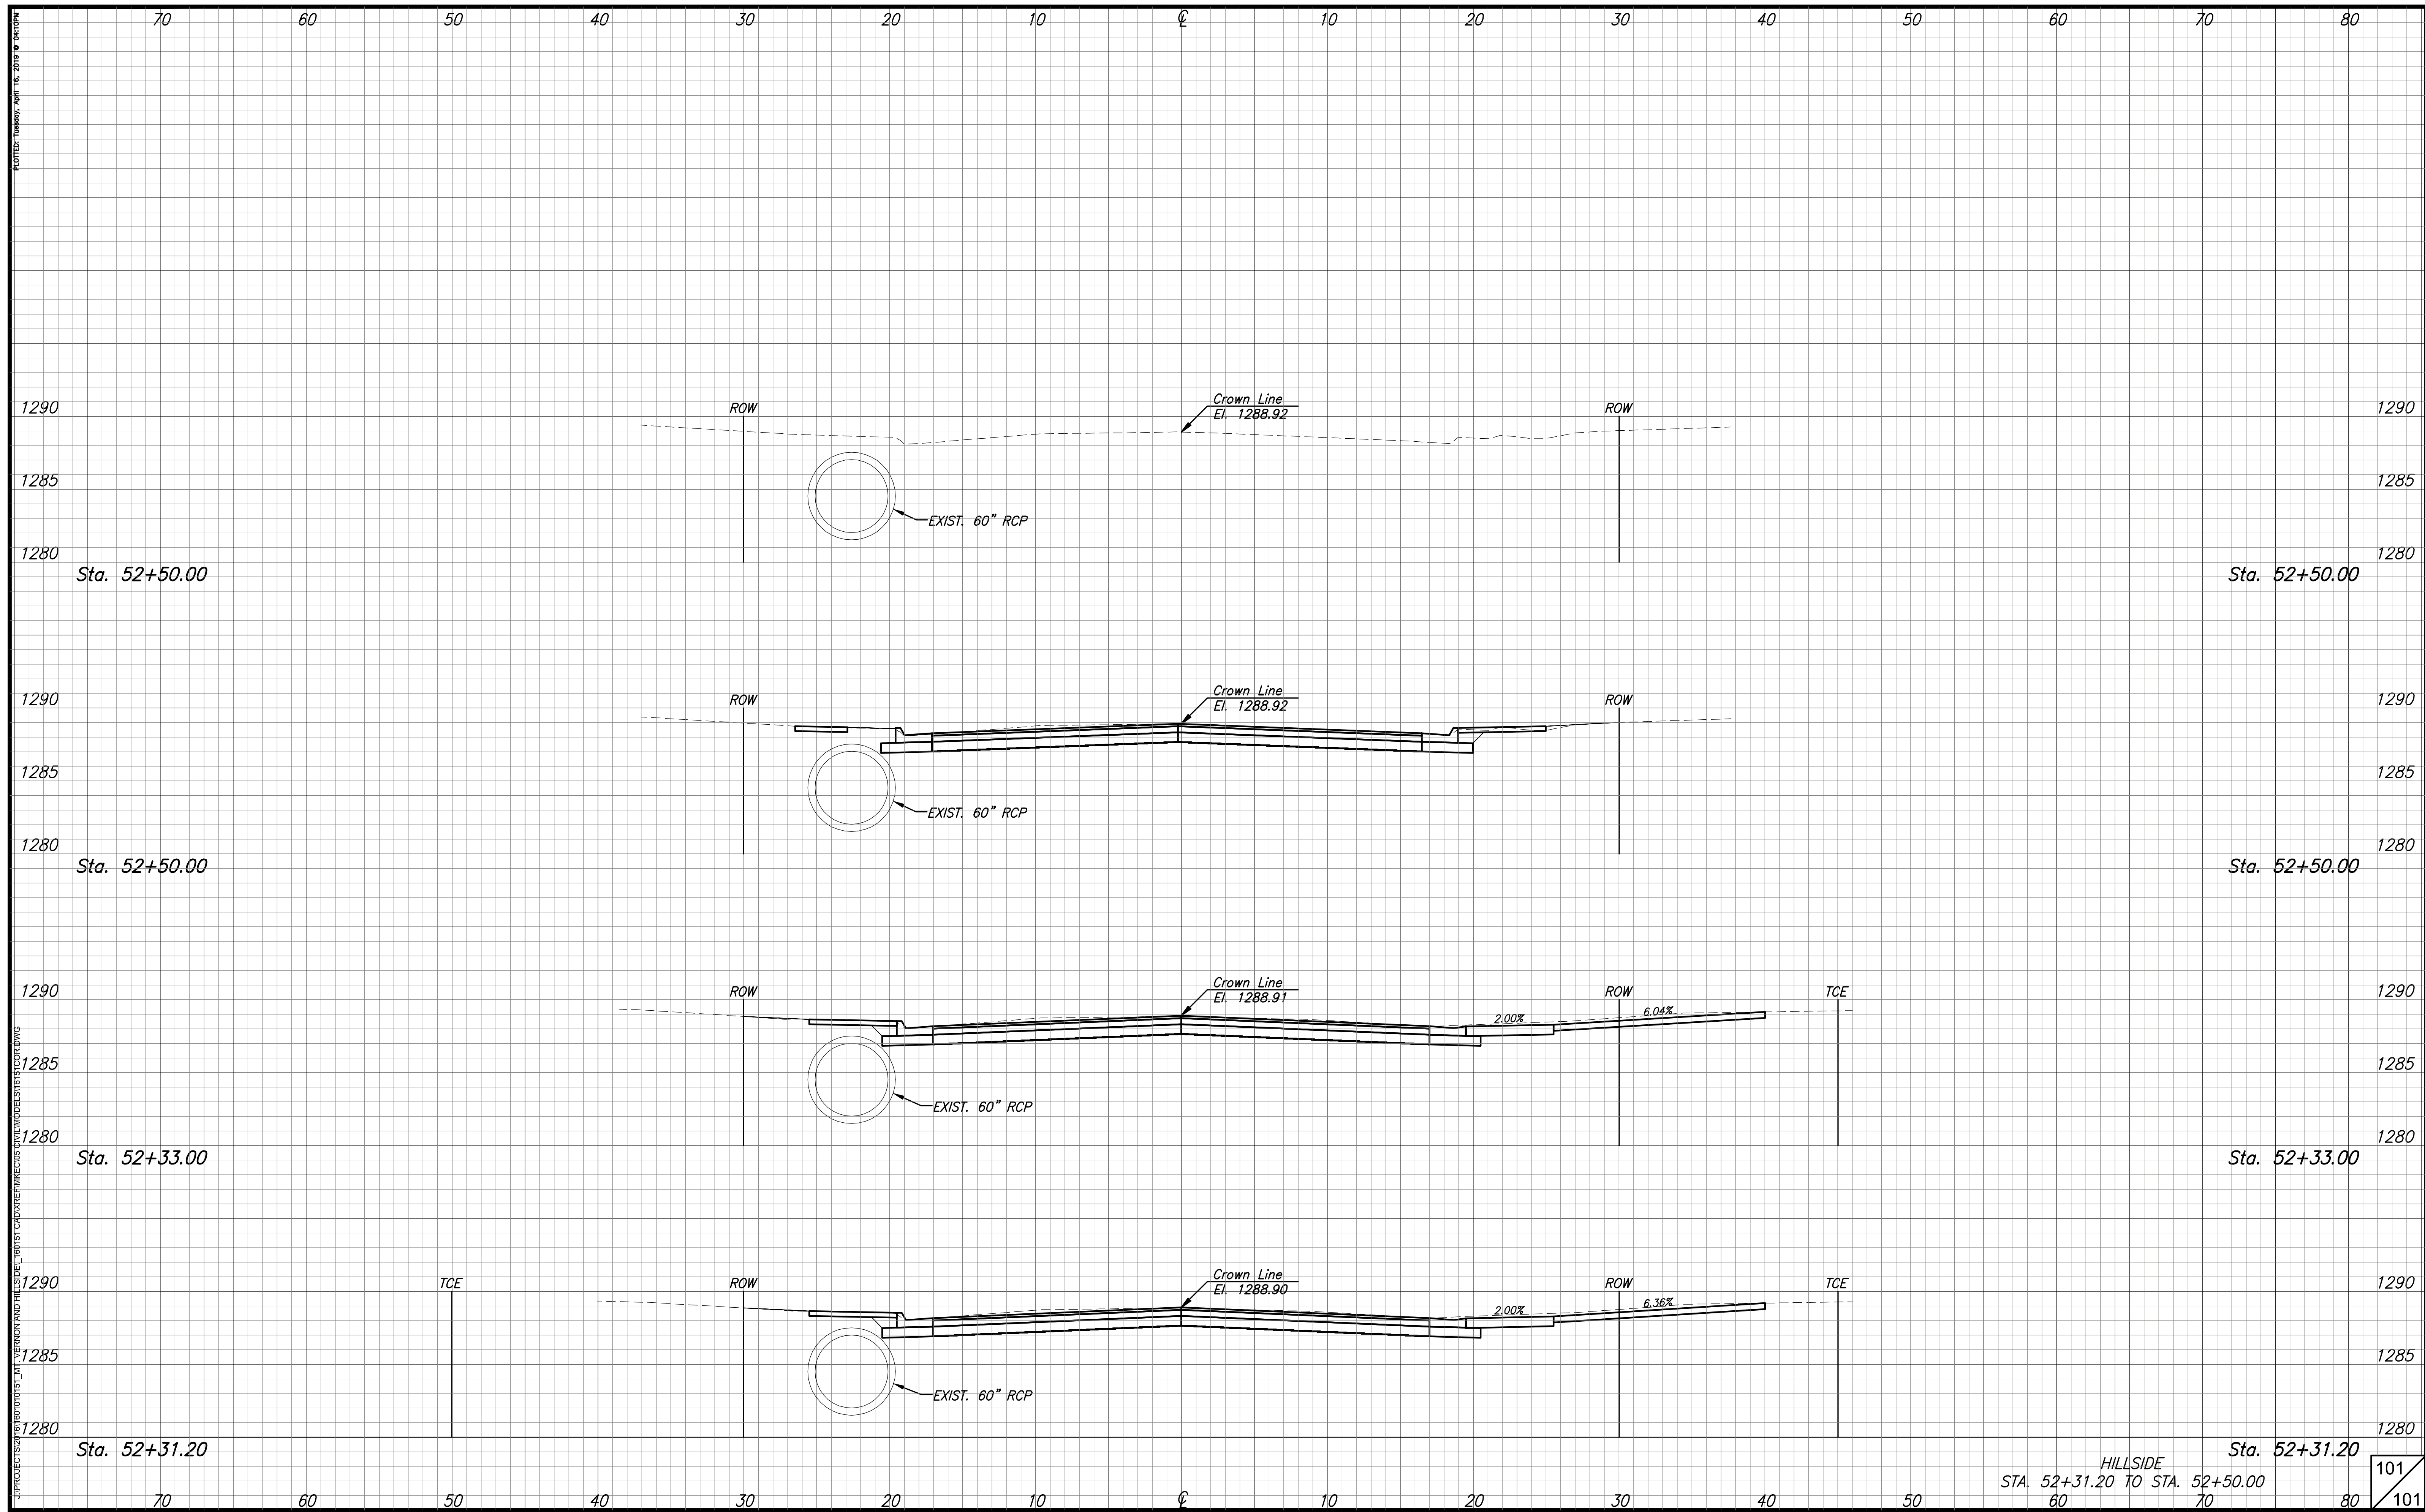 PLOTTED: Tuesday, April 16, 2019 @ 04:10PM
70 60 50 40 30 20 10 ℄ 10 20 30 40 50 60 70 80
Crown Line
1290 ROW El. 1288.92 ROW 1290
1285 1285
EXIST. 60" RCP
1280 1280
Sta. 52+50.00 Sta. 52+50.00
Crown Line
1290 ROW El. 1288.92 ROW 1290
1285 1285
EXIST. 60" RCP
1280 1280
Sta. 52+50.00 Sta. 52+50.00
Crown Line
1290 ROW El. 1288.91 ROW TCE 1290
2.00% 6.04%
1285 1285
EXIST. 60" RCP
1280 1280
Sta. 52+33.00 Sta. 52+33.00
Crown Line
1290 TCE ROW El. 1288.90 ROW TCE 1290
2.00% 6.36%
1285 1285
EXIST. 60" RCP
1280 1280
Sta. 52+31.20 Sta. 52+31.20
HILLSIDE
STA. 52+31.20 TO STA. 52+50.00
101
101
70 60 50 40 30 20 10 ℄ 10 20 30 40 50 60 70 80